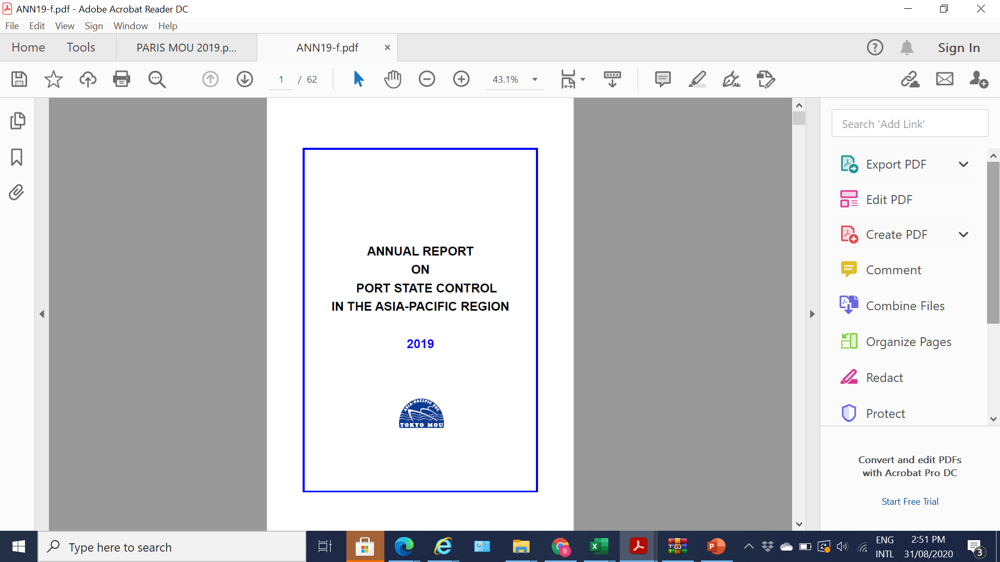 ANN19-f.pdf - Adobe Acrobat Reader DC
File Edit View Sign Window Help
Home Tools PARIS MOU 2019.p... ANN19-f.pdf × ? Sign In
1 / 62 43.1%
Search 'Add Link'
Export PDF
Edit PDF
Create PDF
Comment
Combine Files
Organize Pages
Redact
Protect
Convert and edit PDFs
with Acrobat Pro DC
Start Free Trial
ANNUAL REPORT
ON
PORT STATE CONTROL
IN THE ASIA-PACIFIC REGION
2019
ASIA-PACIFIC PSC
TOKYO MOU
Type here to search
ENG
INTL
2:51 PM
31/08/2020
3